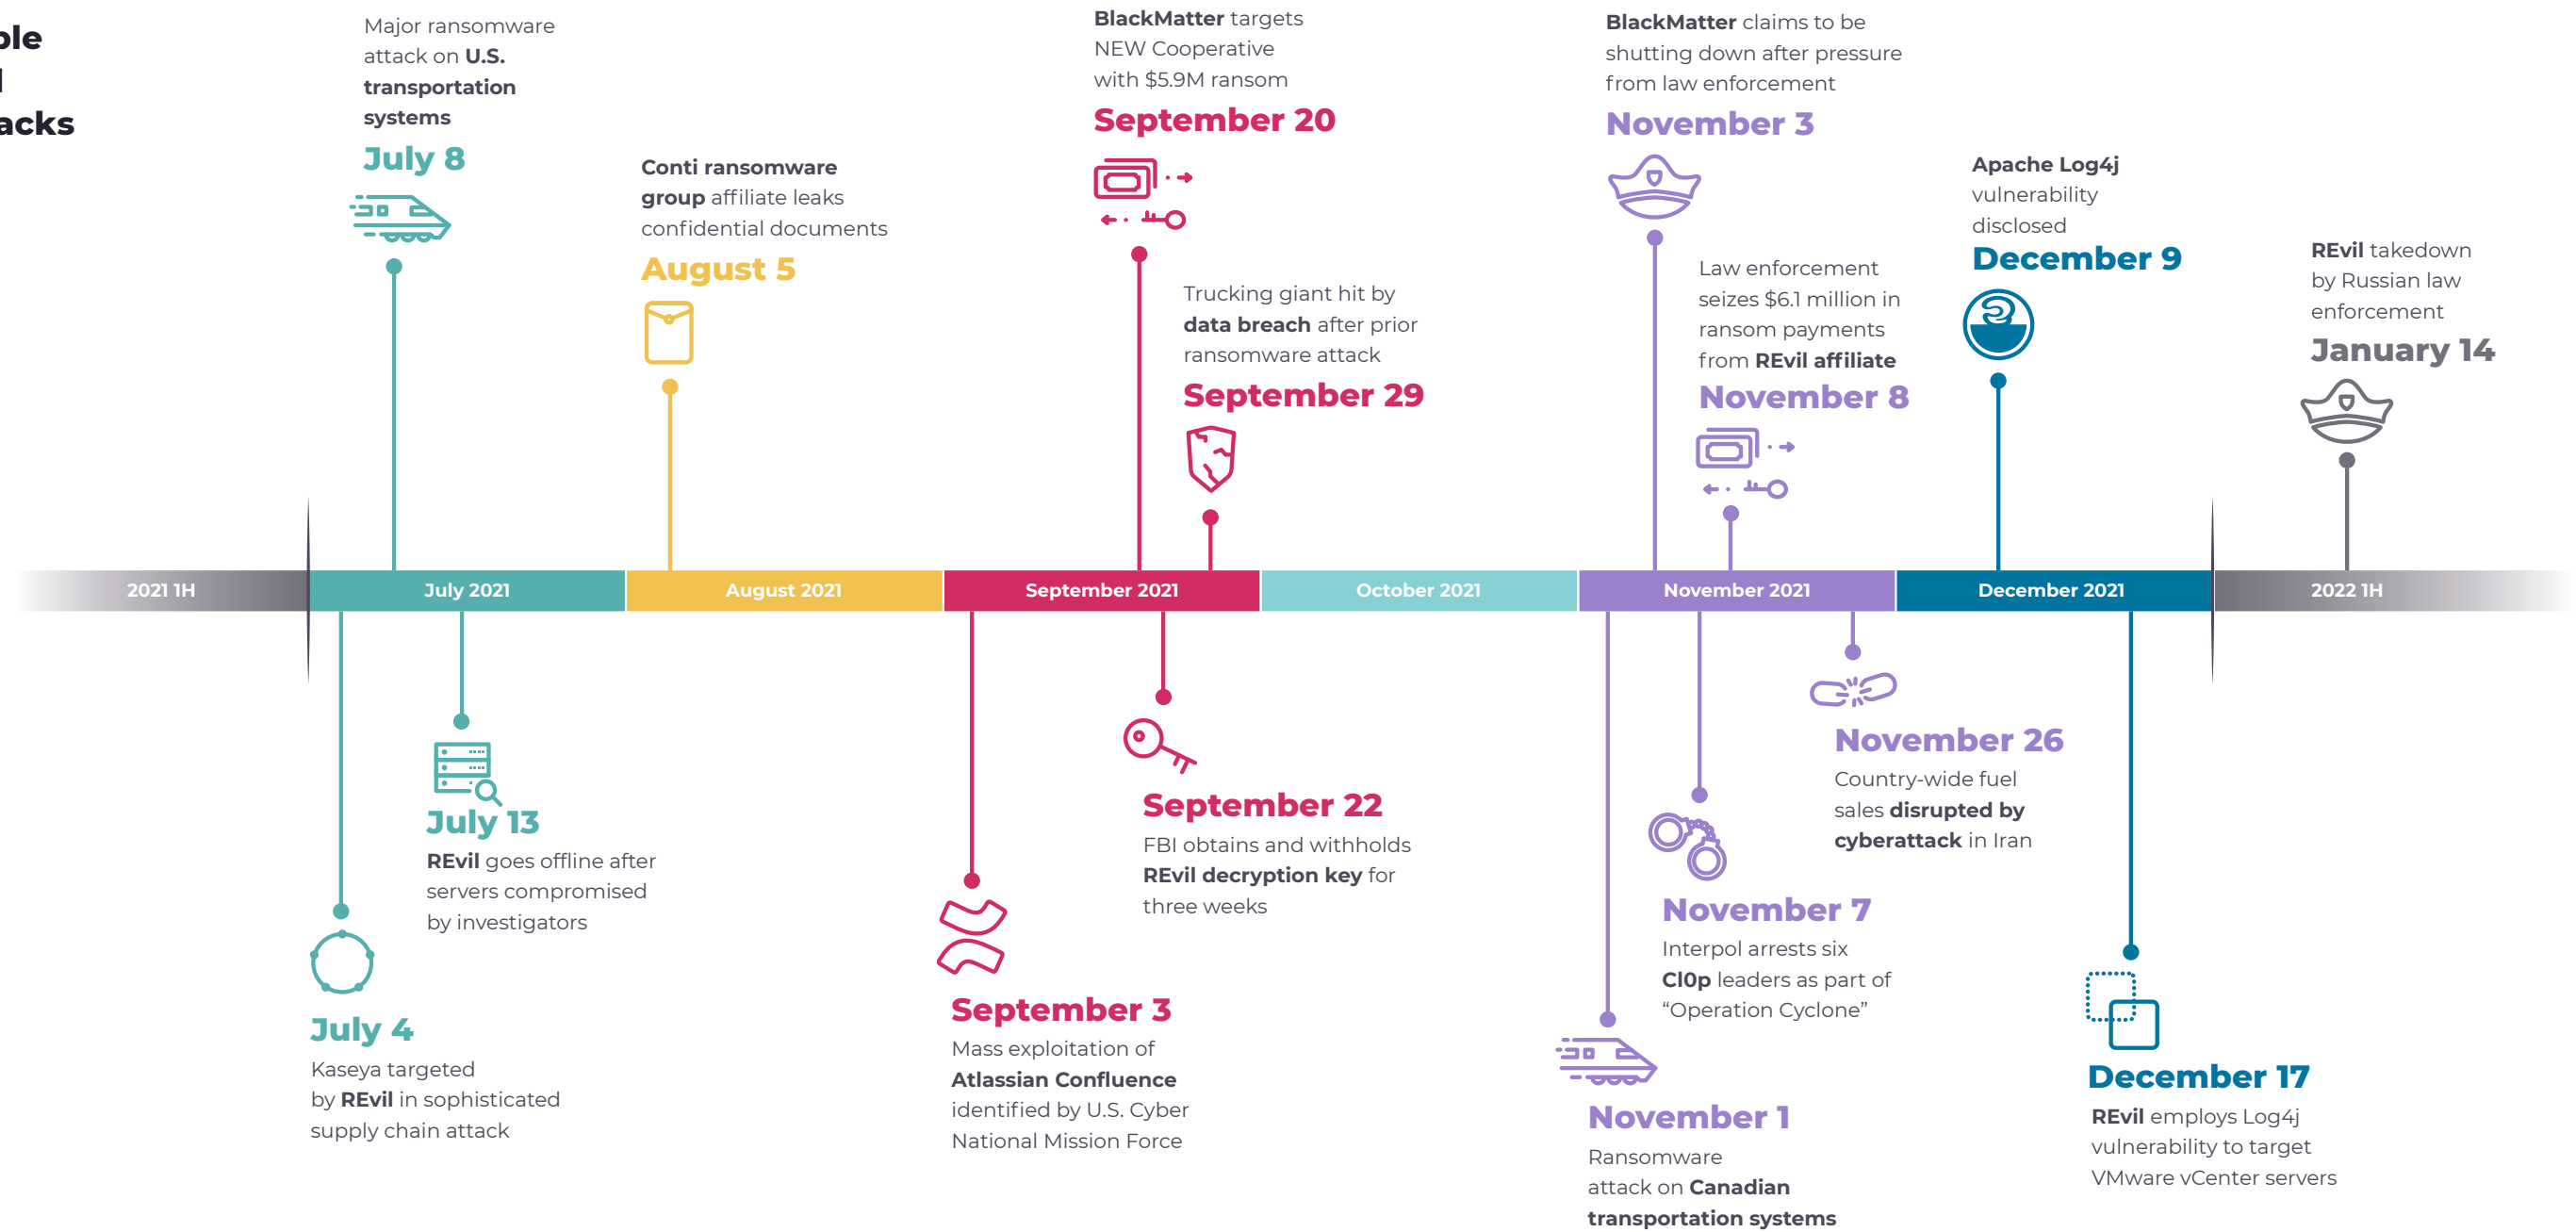 acks
Major ransomware
attack on U.S.
transportation
systems
July 8
Conti ransomware
group affiliate leaks
confidential documents
August 5
BlackMatter targets
NEW Cooperative
with $5.9M ransom
September 20
Trucking giant hit by
data breach after prior
ransomware attack
September 29
BlackMatter claims to be
shutting down after pressure
from law enforcement
November 3
Law enforcement
seizes $6.1 million in
ransom payments
from REvil affiliate
November 8
Apache Log4j
vulnerability
disclosed
December 9
REvil takedown
by Russian law
enforcement
January 14
2021 1H
July 2021
August 2021
September 2021
October 2021
November 2021
December 2021
2022 1H
July 4
Kaseya targeted
by REvil in sophisticated
supply chain attack
July 13
REvil goes offline after
servers compromised
by investigators
September 3
Mass exploitation of
Atlassian Confluence
identified by U.S. Cyber
National Mission Force
September 22
FBI obtains and withholds
REvil decryption key for
three weeks
November 1
Ransomware
attack on Canadian
transportation systems
November 7
Interpol arrests six
Cl0p leaders as part of
“Operation Cyclone”
November 26
Country-wide fuel
sales disrupted by
cyberattack in Iran
December 17
REvil employs Log4j
vulnerability to target
VMware vCenter servers